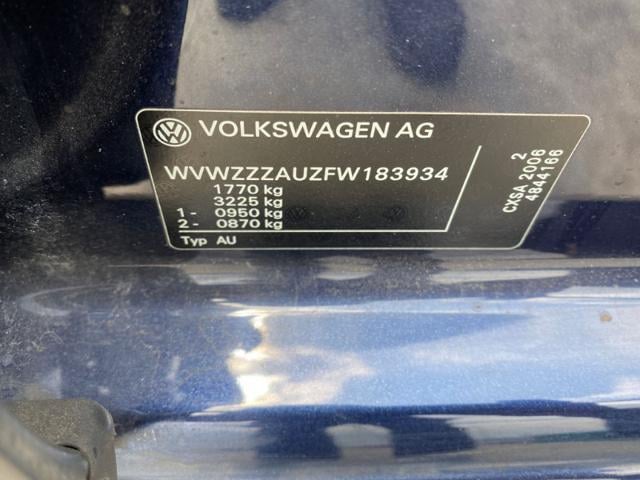 VOLKSWAGEN AG
WVWZZZAUZFW183934
1770 kg
3225 kg
1 - 0950 kg
2 - 0870 kg
Typ AU
2
CXSA 2006
4844166